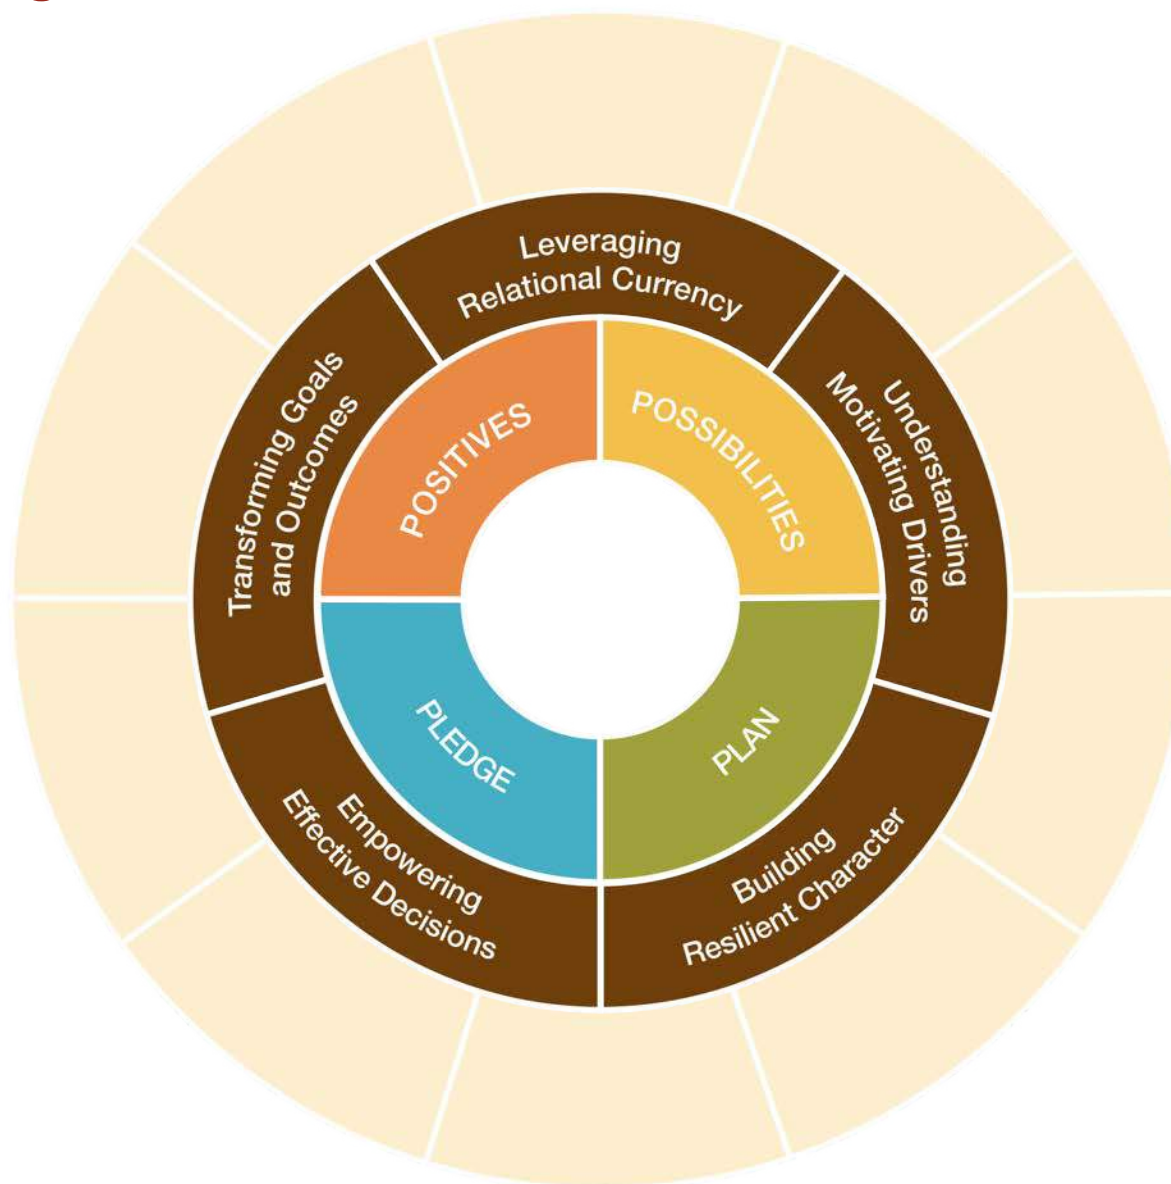 Leveraging
Relational Currency
Understanding
Motivating Drivers
Building
Resilient Character
Empowering
Effective Decisions
Transforming Goals
and Outcomes
POSITIVES
POSSIBILITIES
PLAN
PLEDGE